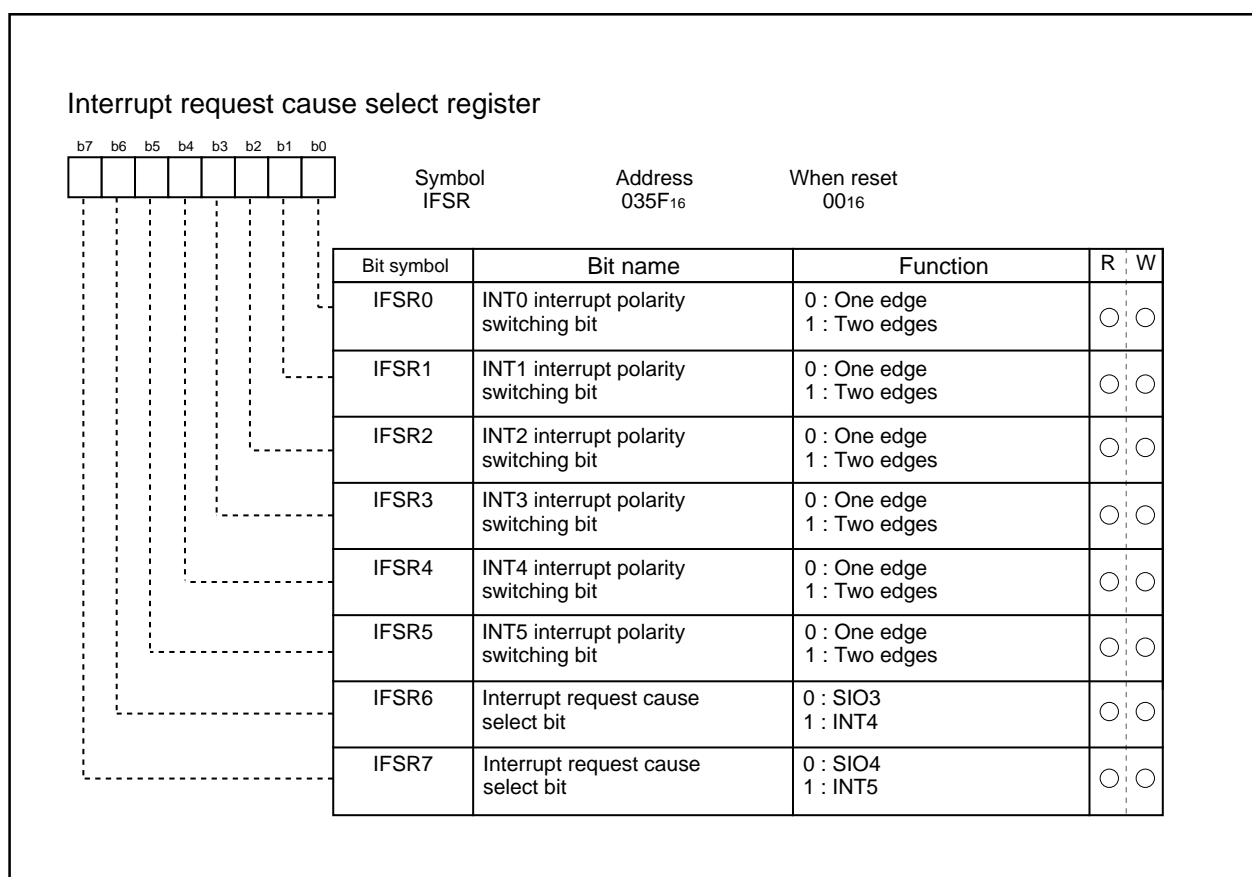 Interrupt request cause select register
b7 b6 b5 b4 b3 b2 b1 b0
Symbol Address When reset
IFSR 035F16 0016
Bit symbol Bit name Function R W
IFSR0 INT0 interrupt polarity 0 : One edge
switching bit 1 : Two edges
IFSR1 INT1 interrupt polarity 0 : One edge
switching bit 1 : Two edges
IFSR2 INT2 interrupt polarity 0 : One edge
switching bit 1 : Two edges
IFSR3 INT3 interrupt polarity 0 : One edge
switching bit 1 : Two edges
IFSR4 INT4 interrupt polarity 0 : One edge
switching bit 1 : Two edges
IFSR5 INT5 interrupt polarity 0 : One edge
switching bit 1 : Two edges
IFSR6 Interrupt request cause 0 : SIO3
select bit 1 : INT4
IFSR7 Interrupt request cause 0 : SIO4
select bit 1 : INT5